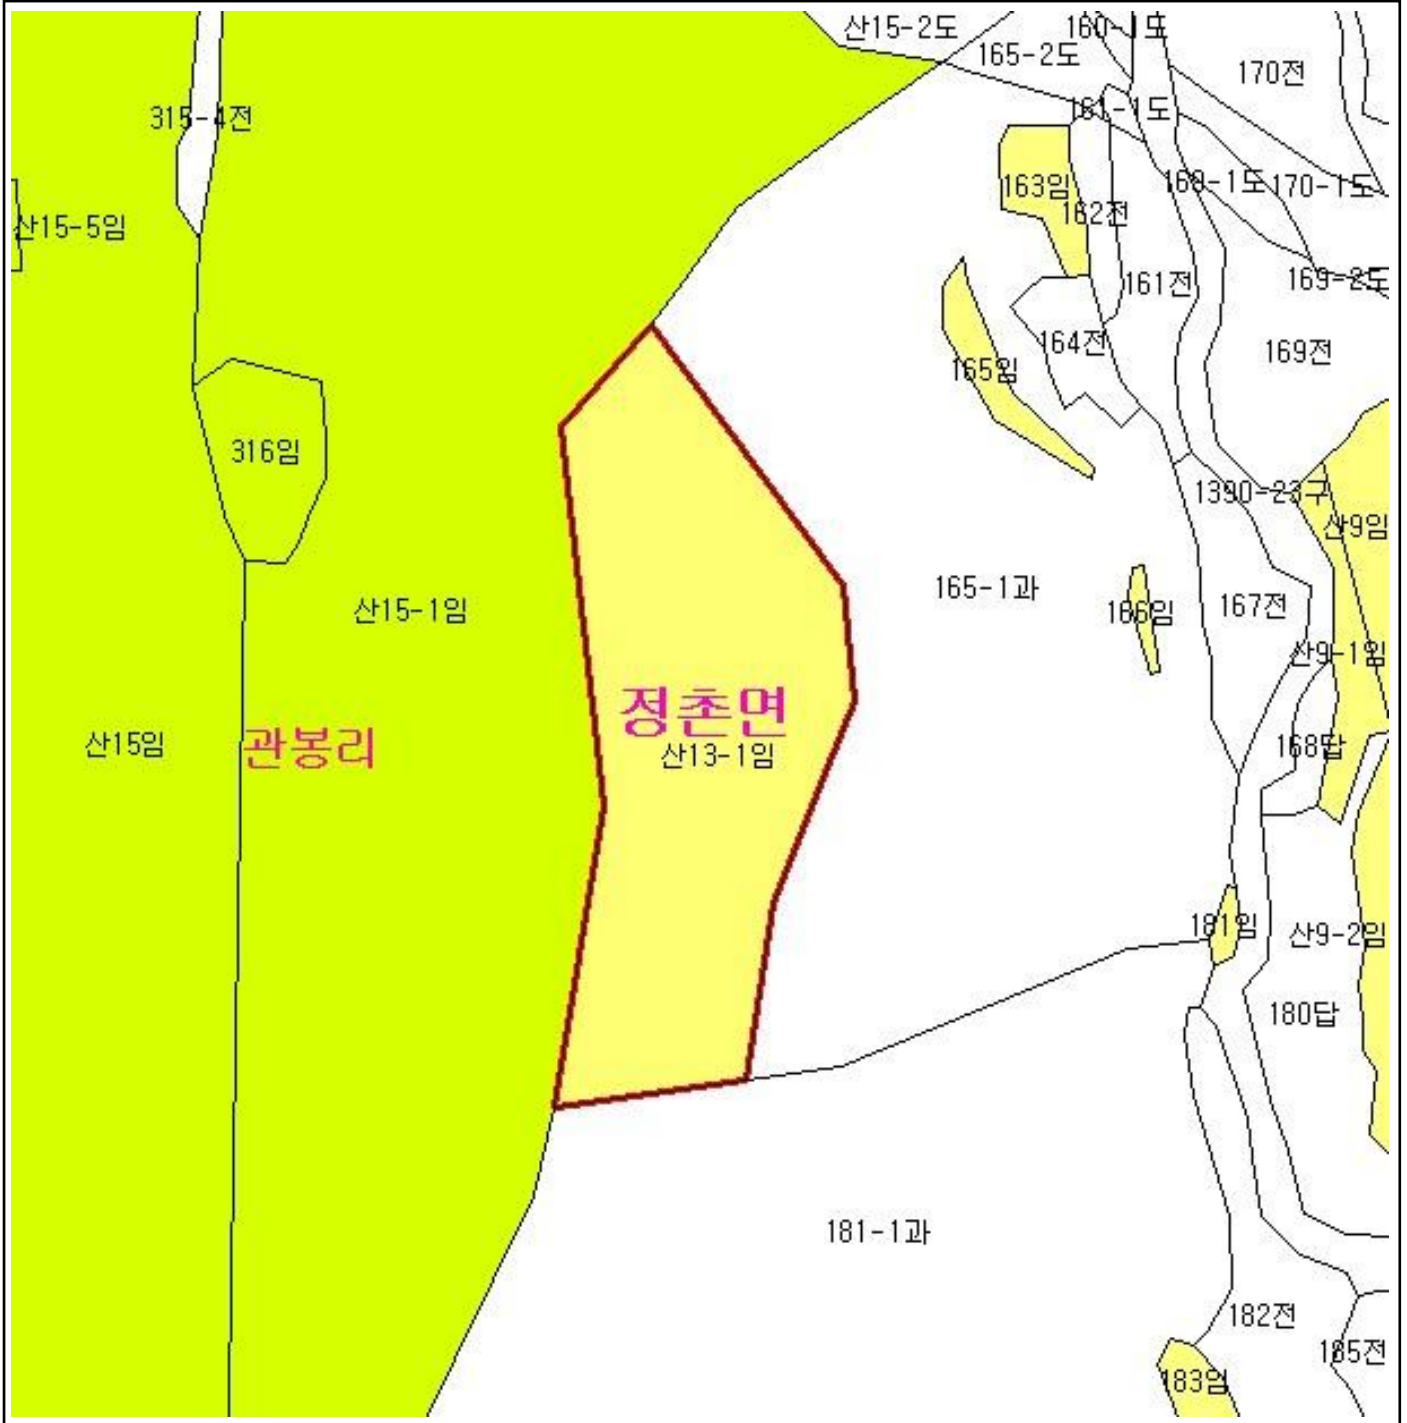 산15-2도
160-1도
165-2도
170전
315-4전
161-1도
163임
169-1도
170-1도
162전
산15-5임
161전
169-2도
164전
169전
165임
316임
1390-23구
산9임
165-1과
167전
산15-1임
166임
산9-1임
정촌면
산15임
관봉리
산13-1임
168답
181임
산9-2임
180답
181-1과
182전
185전
183임